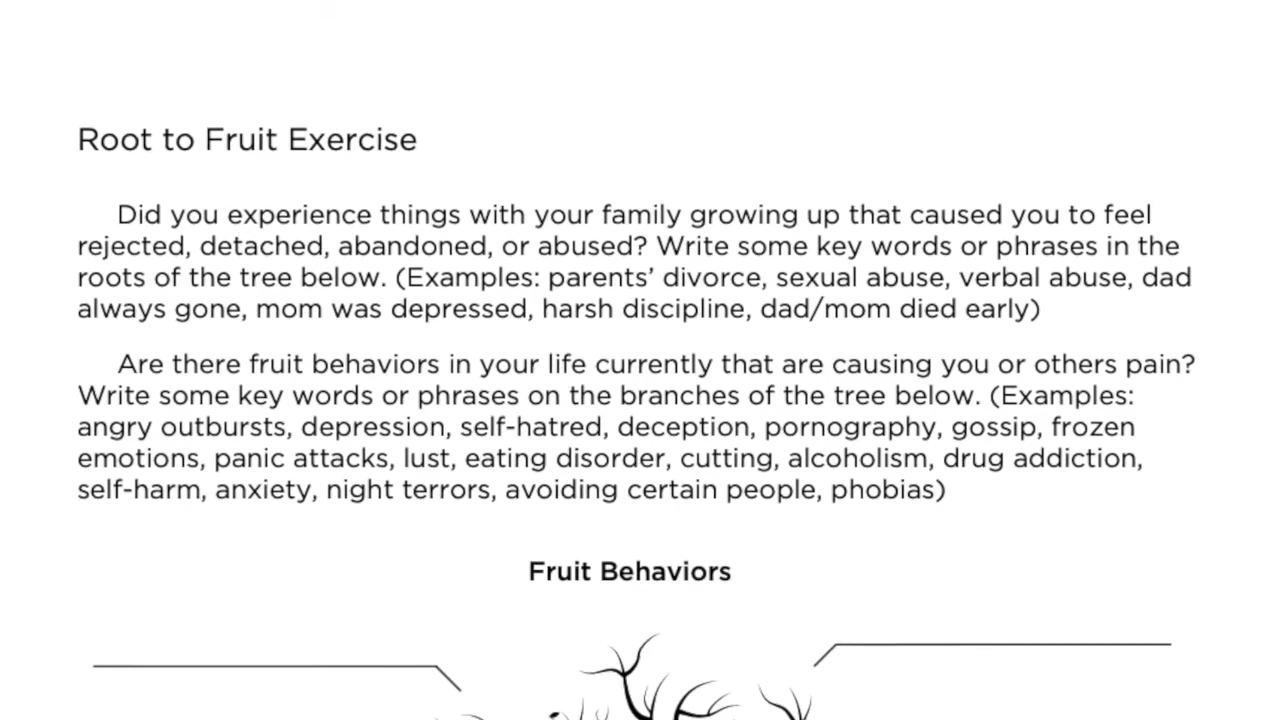 Root to Fruit Exercise
Did you experience things with your family growing up that caused you to feel
rejected, detached, abandoned, or abused? Write some key words or phrases in the
roots of the tree below. (Examples: parents’ divorce, sexual abuse, verbal abuse, dad
always gone, mom was depressed, harsh discipline, dad/mom died early)
Are there fruit behaviors in your life currently that are causing you or others pain?
Write some key words or phrases on the branches of the tree below. (Examples:
angry outbursts, depression, self-hatred, deception, pornography, gossip, frozen
emotions, panic attacks, lust, eating disorder, cutting, alcoholism, drug addiction,
self-harm, anxiety, night terrors, avoiding certain people, phobias)
Fruit Behaviors